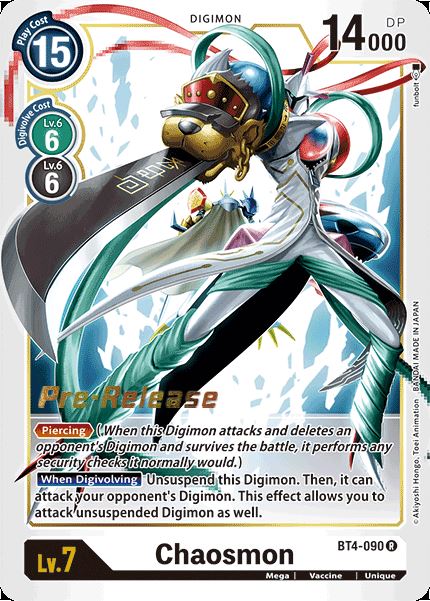 Play Cost
15
DIGIMON
14000
DP
Digivolve Cost
Lv.6
6
Lv.6
6
funbolt
Pre-Release
Piercing (When this Digimon attacks and deletes an
opponent's Digimon and survives the battle, it performs any
security checks it normally would.)
When Digivolving Unsuspend this Digimon. Then, it can
attack your opponent's Digimon. This effect allows you to
attack unsuspended Digimon as well.
©Akiyoshi Hongo, Toei Animation BANDAI MADE IN JAPAN
Lv.7
Chaosmon
BT4-090 R
Mega | Vaccine | Unique